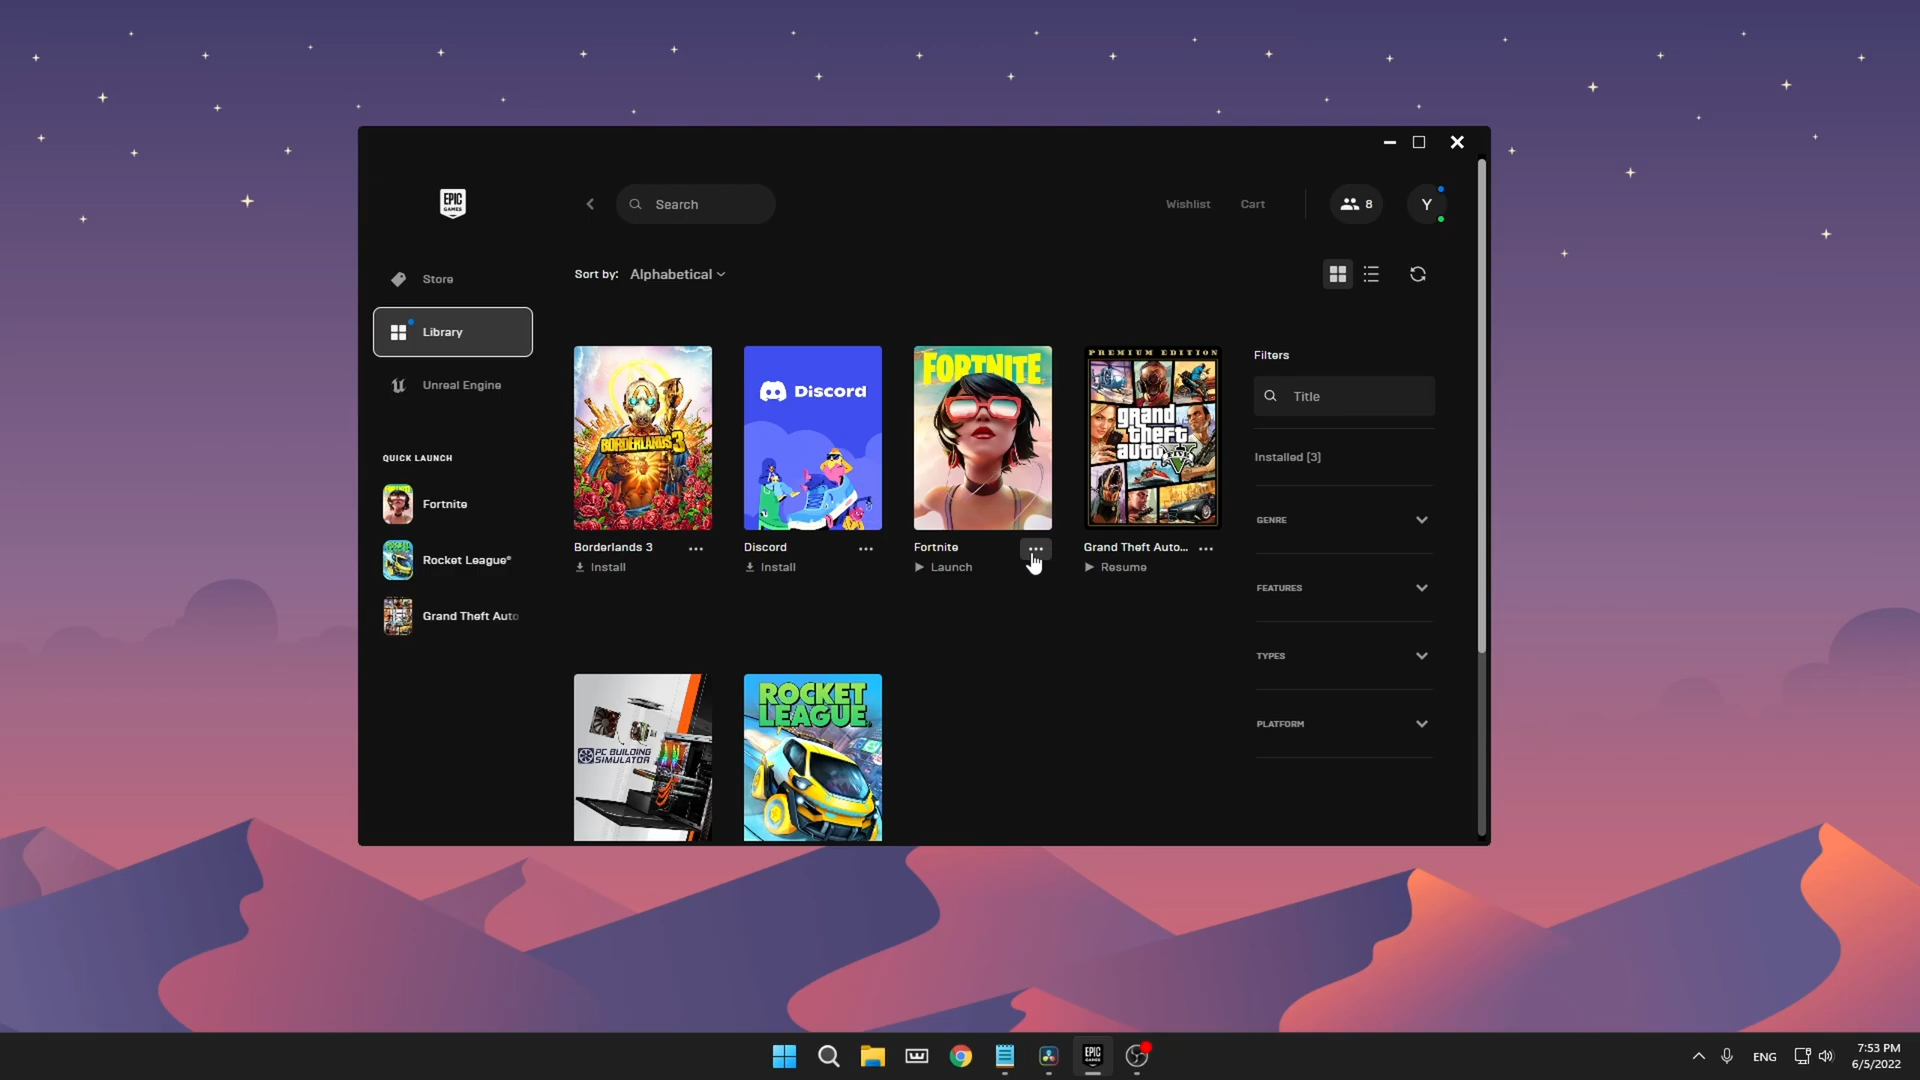 EPIC
GAMES
Search
Wishlist
Cart
8
Y
Store
Sort by: Alphabetical
Library
Unreal Engine
QUICK LAUNCH
Fortnite
Rocket League®
Grand Theft Auto
BORDERLANDS 3
Discord
FORTNITE
PREMIUM EDITION
grand
theft
auto
V
FIVE
Borderlands 3 ...
Install
Discord ...
Install
Fortnite ...
Launch
Grand Theft Auto... ...
Resume
PC BUILDING
SIMULATOR
ROCKET
LEAGUE
Filters
Title
Installed (3)
GENRE
FEATURES
TYPES
PLATFORM
EPIC
GAMES
ENG
7:53 PM
6/5/2022